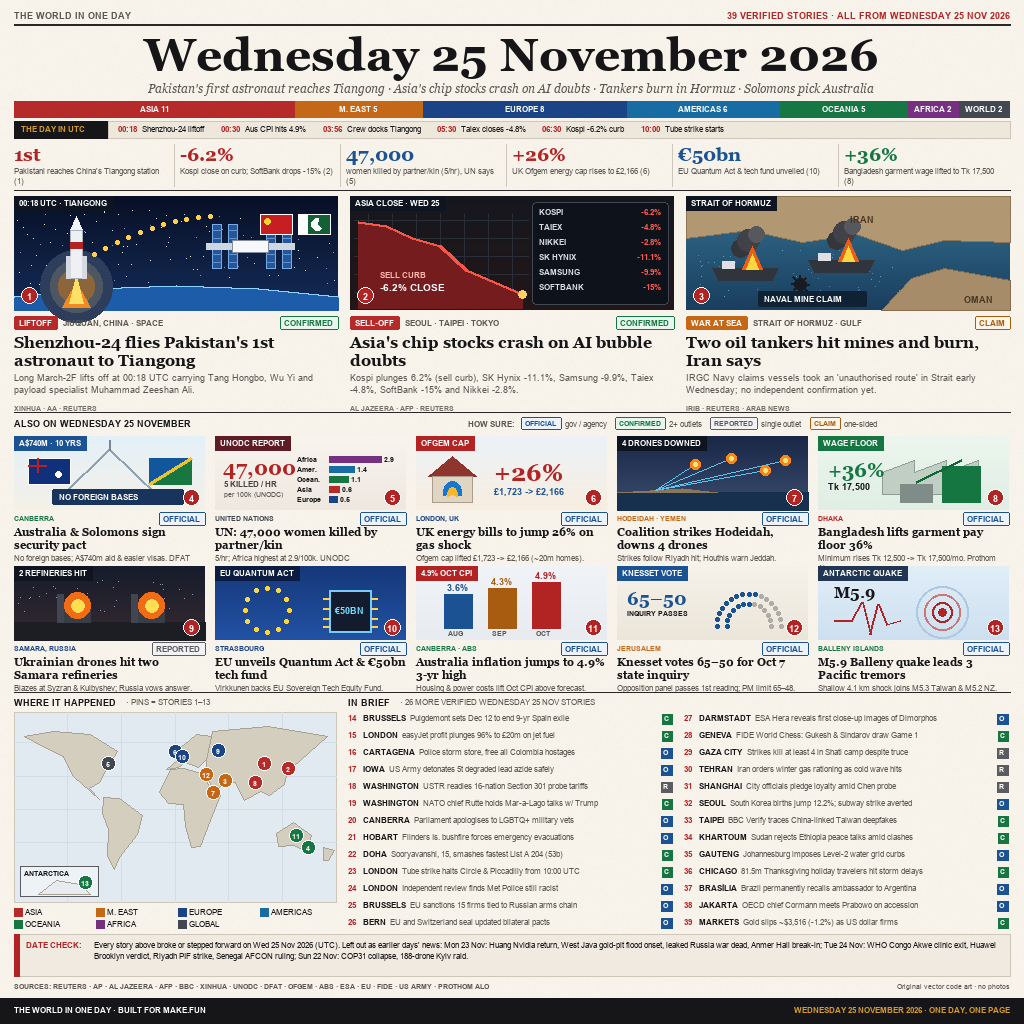 THE WORLD IN ONE DAY
39 VERIFIED STORIES · ALL FROM WEDNESDAY 25 NOV 2026
Wednesday 25 November 2026
Pakistan's first astronaut reaches Tiangong · Asia's chip stocks crash on AI doubts · Tankers burn in Hormuz · Solomons pick Australia
ASIA 11
M. EAST 5
EUROPE 8
AMERICAS 6
OCEANIA 5
AFRICA 2
WORLD 2
THE DAY IN UTC
00:18 Shenzhou-24 liftoff
00:30 Aus CPI hits 4.9%
03:56 Crew docks Tiangong
05:30 Taiex closes -4.8%
06:30 Kospi -6.2% curb
10:00 Tube strike starts
1st
Pakistani reaches China's Tiangong station
(1)
-6.2%
Kospi close on curb; SoftBank drops -15% (2)
47,000
women killed by partner/kin (5/hr), UN says
(5)
+26%
UK Ofgem energy cap rises to £2,166 (6)
€50bn
EU Quantum Act & tech fund unveiled (10)
+36%
Bangladesh garment wage lifted to Tk 17,500
(8)
00:18 UTC · TIANGONG
1
LIFTOFF
JIUQUAN, CHINA · SPACE
CONFIRMED
Shenzhou-24 flies Pakistan's 1st
astronaut to Tiangong
Long March-2F lifts off at 00:18 UTC carrying Tang Hongbo, Wu Yi and
payload specialist Muhammad Zeeshan Ali.
XINHUA · AA · REUTERS
ASIA CLOSE · WED 25
SELL CURB
-6.2% CLOSE
KOSPI -6.2%
TAIEX -4.8%
NIKKEI -2.8%
SK HYNIX -11.1%
SAMSUNG -9.9%
SOFTBANK -15%
2
SELL-OFF
SEOUL · TAIPEI · TOKYO
CONFIRMED
Asia's chip stocks crash on AI bubble
doubts
Kospi plunges 6.2% (sell curb), SK Hynix -11.1%, Samsung -9.9%, Taiex
-4.8%, SoftBank -15% and Nikkei -2.8%.
AL JAZEERA · AFP · REUTERS
STRAIT OF HORMUZ
IRAN
OMAN
NAVAL MINE CLAIM
3
WAR AT SEA
STRAIT OF HORMUZ · GULF
CLAIM
Two oil tankers hit mines and burn,
Iran says
IRGC Navy claims vessels took an 'unauthorised route' in Strait early
Wednesday; no independent confirmation yet.
IRIB · REUTERS · ARAB NEWS
ALSO ON WEDNESDAY 25 NOVEMBER
HOW SURE:
OFFICIAL gov / agency
CONFIRMED 2+ outlets
REPORTED single outlet
CLAIM one-sided
A$740M · 10 YRS
NO FOREIGN BASES
4
CANBERRA
OFFICIAL
Australia & Solomons sign
security pact
No foreign bases; A$740m aid & easier visas. DFAT
UNODC REPORT
47,000
5 KILLED / HR
per 100k (UNODC)
Africa 2.9
Amer. 1.4
Ocean. 1.1
Asia 0.6
Europe 0.5
5
UNITED NATIONS
OFFICIAL
UN: 47,000 women killed by
partner/kin
5/hr; Africa highest at 2.9/100k. UNODC
OFGEM CAP
+26%
£1,723 -> £2,166
6
LONDON, UK
OFFICIAL
UK energy bills to jump 26% on
gas shock
Ofgem cap lifted £1,723 -> £2,166 (~20m homes).
4 DRONES DOWNED
7
HODEIDAH · YEMEN
OFFICIAL
Coalition strikes Hodeidah,
downs 4 drones
Strikes follow Riyadh hit; Houthis warn Jeddah.
WAGE FLOOR
+36%
Tk 17,500
8
DHAKA
OFFICIAL
Bangladesh lifts garment pay
floor 36%
Minimum rises Tk 12,500 -> Tk 17,500/mo. Prothom
2 REFINERIES HIT
9
SAMARA, RUSSIA
REPORTED
Ukrainian drones hit two
Samara refineries
Blazes at Syzran & Kuibyshev; Russia vows answer.
EU QUANTUM ACT
€50BN
10
STRASBOURG
OFFICIAL
EU unveils Quantum Act & €50bn
tech fund
Virkkunen backs EU Sovereign Tech Equity Fund.
4.9% OCT CPI
3.6%
4.3%
4.9%
AUG
SEP
OCT
11
CANBERRA · ABS
OFFICIAL
Australia inflation jumps to 4.9%
3-yr high
Housing & power costs lift Oct CPI above forecast.
KNESSET VOTE
65–50
INQUIRY PASSES
12
JERUSALEM
OFFICIAL
Knesset votes 65–50 for Oct 7
state inquiry
Opposition panel passes 1st reading; PM limit 65–48.
ANTARCTIC QUAKE
M5.9
13
BALLENY ISLANDS
OFFICIAL
M5.9 Balleny quake leads 3
Pacific tremors
Shallow 4.1 km shock joins M5.3 Taiwan & M5.2 NZ.
WHERE IT HAPPENED · PINS = STORIES 1–13
6
10
9
12
3
7
1
2
8
11
4
5
ANTARCTICA
13
ASIA
M. EAST
EUROPE
AMERICAS
OCEANIA
AFRICA
GLOBAL
IN BRIEF · 26 MORE VERIFIED WEDNESDAY 25 NOV STORIES
14 BRUSSELS Puigdemont sets Dec 12 to end 9-yr Spain exile C
15 LONDON easyJet profit plunges 96% to £20m on jet fuel C
16 CARTAGENA Police storm store, free all Colombia hostages O
17 IOWA US Army detonates 5t degraded lead azide safely O
18 WASHINGTON USTR readies 16-nation Section 301 probe tariffs R
19 WASHINGTON NATO chief Rutte holds Mar-a-Lago talks w/ Trump C
20 CANBERRA Parliament apologises to LGBTQ+ military vets O
21 HOBART Flinders Is. bushfire forces emergency evacuations O
22 DOHA Sooryavanshi, 15, smashes fastest List A 204 (53b) C
23 LONDON Tube strike halts Circle & Piccadilly from 10:00 UTC C
24 LONDON Independent review finds Met Police still racist O
25 BRUSSELS EU sanctions 15 firms tied to Russian arms chain O
26 BERN EU and Switzerland seal updated bilateral pacts O
27 DARMSTADT ESA Hera reveals first close-up images of Dimorphos O
28 GENEVA FIDE World Chess: Gukesh & Sindarov draw Game 1 C
29 GAZA CITY Strikes kill at least 4 in Shati camp despite truce R
30 TEHRAN Iran orders winter gas rationing as cold wave hits R
31 SHANGHAI City officials pledge loyalty amid Chen probe R
32 SEOUL South Korea births jump 12.2%; subway strike averted O
33 TAIPEI BBC Verify traces China-linked Taiwan deepfakes C
34 KHARTOUM Sudan rejects Ethiopia peace talks amid clashes C
35 GAUTENG Johannesburg imposes Level-2 water grid curbs O
36 CHICAGO 81.5m Thanksgiving holiday travelers hit storm delays C
37 BRASÍLIA Brazil permanently recalls ambassador to Argentina O
38 JAKARTA OECD chief Cormann meets Prabowo on accession O
39 MARKETS Gold slips ~$3,516 (-1.2%) as US dollar firms C
DATE CHECK:
Every story above broke or stepped forward on Wed 25 Nov 2026 (UTC). Left out as earlier days' news: Mon 23 Nov: Huang Nvidia return, West Java gold-pit flood onset, leaked Russia war dead, Anmer Hall break-in; Tue 24 Nov: WHO Congo Akwe clinic exit, Huawei
Brooklyn verdict, Riyadh PIF strike, Senegal AFCON ruling; Sun 22 Nov: COP31 collapse, 188-drone Kyiv raid.
SOURCES: REUTERS · AP · AL JAZEERA · AFP · BBC · XINHUA · UNODC · DFAT · OFGEM · ABS · ESA · EU · FIDE · US ARMY · PROTHOM ALO
Original vector code art · no photos
THE WORLD IN ONE DAY · BUILT FOR MAKE.FUN
WEDNESDAY 25 NOVEMBER 2026 · ONE DAY, ONE PAGE